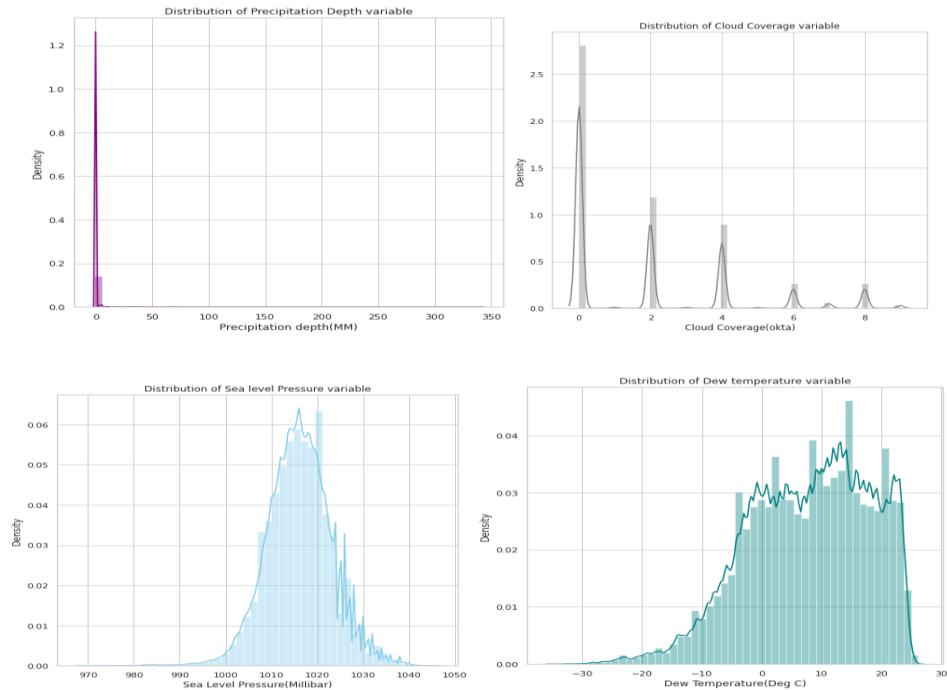 Distribution of Precipitation Depth variable
Density
1.2
1.0
0.8
0.6
0.4
0.2
0.0
0 50 100 150 200 250 300 350
Precipitation depth(MM)
Distribution of Cloud Coverage variable
Density
2.5
2.0
1.5
1.0
0.5
0.0
0 2 4 6 8
Cloud Coverage(okta)
Distribution of Sea level Pressure variable
Density
0.06
0.05
0.04
0.03
0.02
0.01
0.00
970 980 990 1000 1010 1020 1030 1040 1050
Sea Level Pressure(Millibar)
Distribution of Dew temperature variable
Density
0.04
0.03
0.02
0.01
0.00
−30 −20 −10 0 10 20 30
Dew Temperature(Deg C)